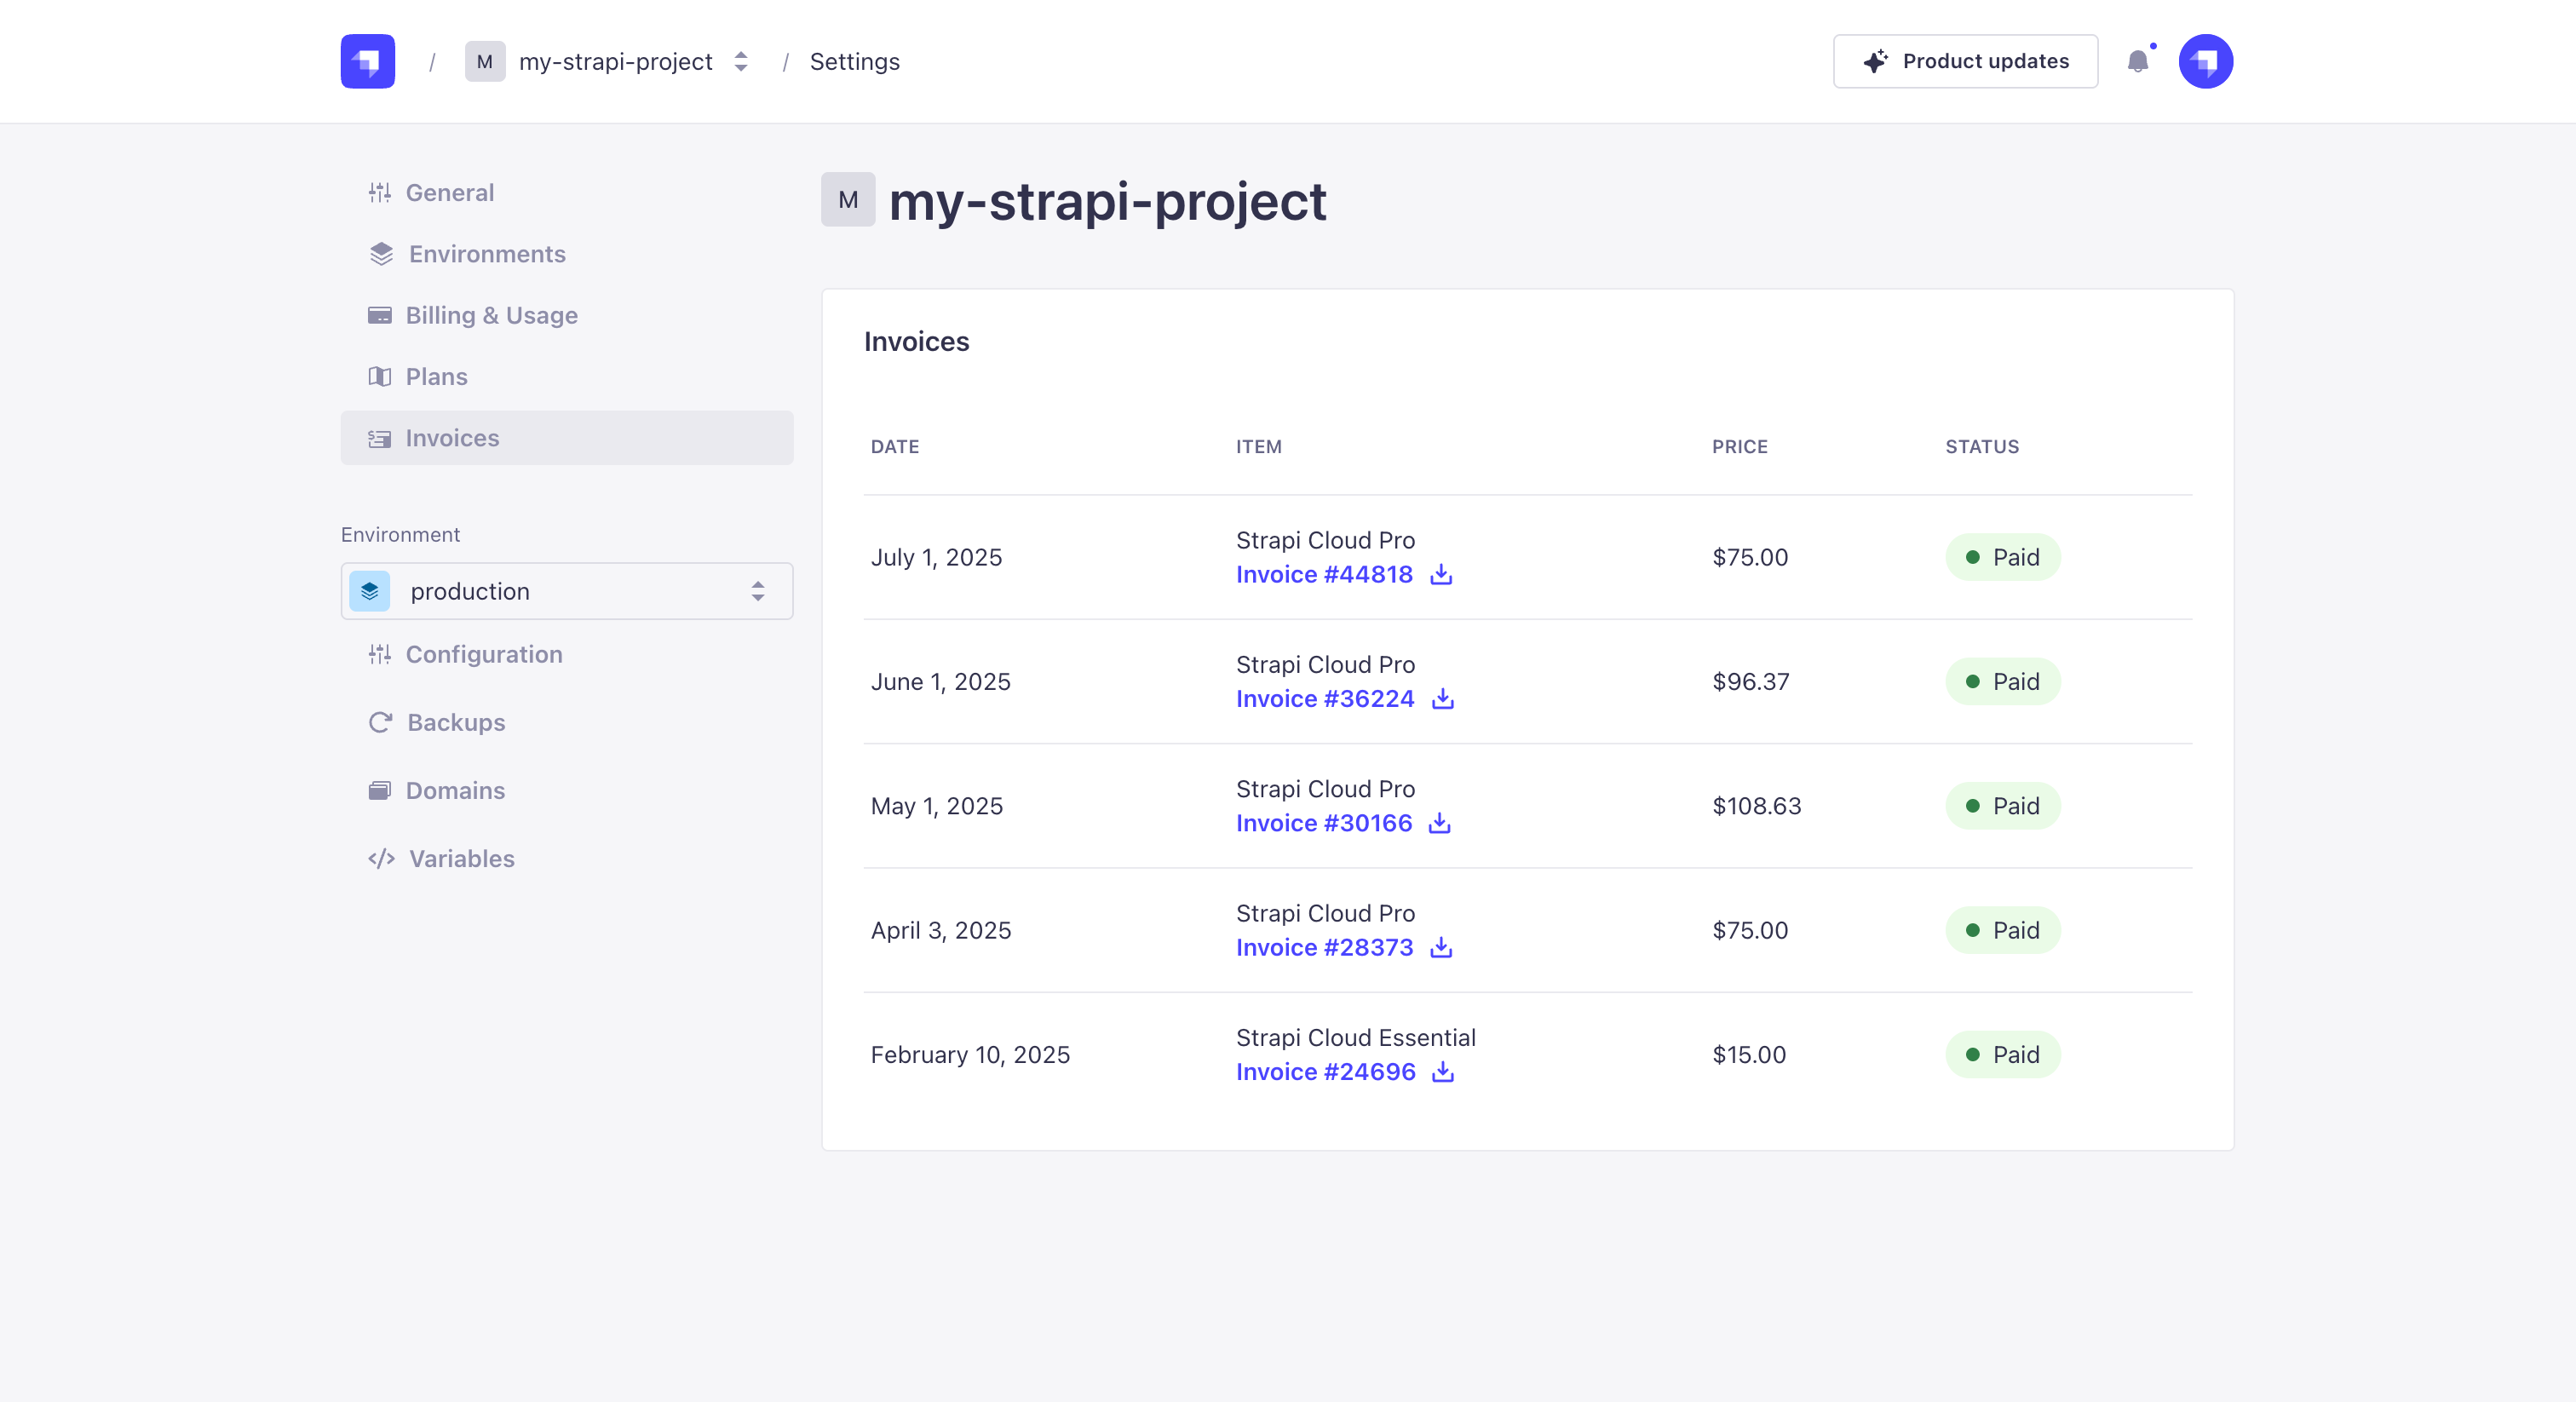 / M my-strapi-project / Settings
Product updates
General
Environments
Billing & Usage
Plans
Invoices
Environment
production
Configuration
Backups
Domains
Variables
M my-strapi-project
Invoices
DATE ITEM PRICE STATUS
July 1, 2025 Strapi Cloud Pro $75.00 Paid
Invoice #44818
June 1, 2025 Strapi Cloud Pro $96.37 Paid
Invoice #36224
May 1, 2025 Strapi Cloud Pro $108.63 Paid
Invoice #30166
April 3, 2025 Strapi Cloud Pro $75.00 Paid
Invoice #28373
February 10, 2025 Strapi Cloud Essential $15.00 Paid
Invoice #24696